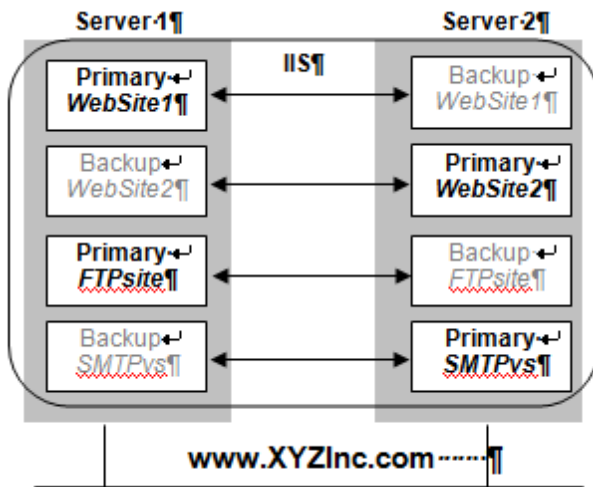 Server 1¶
Server 2¶
IIS¶
Primary↵
WebSite1¶
Backup↵
WebSite1¶
Backup↵
WebSite2¶
Primary↵
WebSite2¶
Primary↵
FTPsite¶
Backup↵
FTPsite¶
Backup↵
SMTPvs¶
Primary↵
SMTPvs¶
www.XYZInc.com·······¶